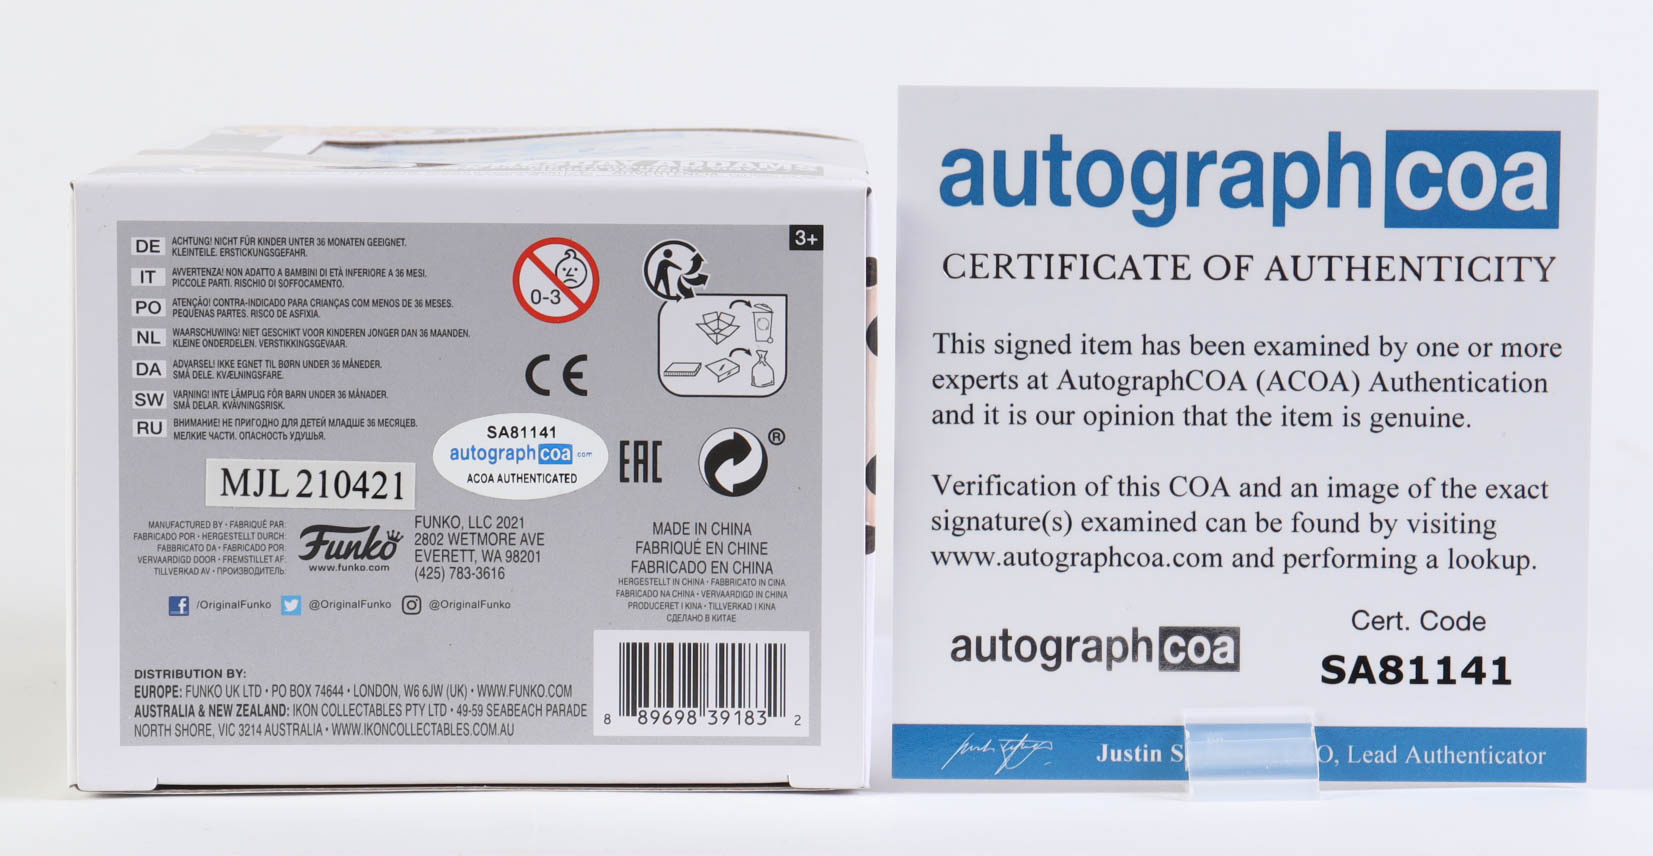 ADDAMS
3+
DE ACHTUNG! NICHT FÜR KINDER UNTER 36 MONATEN GEEIGNET.
KLEINTEILE. ERSTICKUNGSGEFAHR.
IT AVVERTENZA! NON ADATTO A BAMBINI DI ETÀ INFERIORE A 36 MESI.
PICCOLE PARTI. RISCHIO DI SOFFOCAMENTO.
PO ATENÇÃO! CONTRA-INDICADO PARA CRIANÇAS COM MENOS DE 36 MESES.
PEQUENAS PARTES. RISCO DE ASFIXIA.
NL WAARSCHUWING! NIET GESCHIKT VOOR KINDEREN JONGER DAN 36 MAANDEN.
KLEINE ONDERDELEN. VERSTIKKINGSGEVAAR.
DA ADVARSEL! IKKE EGNET TIL BØRN UNDER 36 MÅNEDER.
SMÅ DELE. KVÆLNINGSFARE.
SW VARNING! INTE LÄMPLIG FÖR BARN UNDER 36 MÅNADER.
SMÅ DELAR. KVÄVNINGSRISK.
RU ВНИМАНИЕ! НЕ ПРИГОДНО ДЛЯ ДЕТЕЙ МЛАДШЕ 36 МЕСЯЦЕВ.
МЕЛКИЕ ЧАСТИ. ОПАСНОСТЬ УДУШЬЯ.
0-3
CE
SA81141
autographcoa.com
ACOA AUTHENTICATED
EAC
®
MJL 210421
MANUFACTURED BY • FABRIQUÉ PAR:
FABRICADO POR • HERGESTELLT DURCH:
FABBRICATO DA • FABRICADO POR:
VERVAARDIGD DOOR • FREMSTILLET AF:
TILLVERKAD AV • ПРОИЗВОДИТЕЛЬ:
Funko
www.funko.com
FUNKO, LLC 2021
2802 WETMORE AVE
EVERETT, WA 98201
(425) 783-3616
MADE IN CHINA
FABRIQUÉ EN CHINE
FABRICADO EN CHINA
HERGESTELLT IN CHINA • FABBRICATO IN CINA
FABRICADO NA CHINA • VERVAARDIGD IN CHINA
PRODUCERET I KINA • TILLVERKAD I KINA
СДЕЛАНО В КИТАЕ
/OriginalFunko @OriginalFunko @OriginalFunko
DISTRIBUTION BY:
EUROPE: FUNKO UK LTD • PO BOX 74644 • LONDON, W6 6JW (UK) • WWW.FUNKO.COM
AUSTRALIA & NEW ZEALAND: IKON COLLECTABLES PTY LTD • 49-59 SEABEACH PARADE
NORTH SHORE, VIC 3214 AUSTRALIA • WWW.IKONCOLLECTABLES.COM.AU
8 89698 39183 2
autographcoa
CERTIFICATE OF AUTHENTICITY
This signed item has been examined by one or more
experts at AutographCOA (ACOA) Authentication
and it is our opinion that the item is genuine.
Verification of this COA and an image of the exact
signature(s) examined can be found by visiting
www.autographcoa.com and performing a lookup.
autographcoa
Cert. Code
SA81141
Justin S O, Lead Authenticator